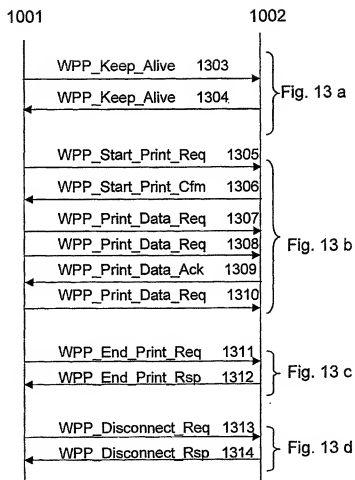 1001 1002
WPP_Keep_Alive 1303
WPP_Keep_Alive 1304
Fig. 13 a
WPP_Start_Print_Req 1305
WPP_Start_Print_Cfm 1306
WPP_Print_Data_Req 1307
WPP_Print_Data_Req 1308
WPP_Print_Data_Ack 1309
WPP_Print_Data_Req 1310
Fig. 13 b
WPP_End_Print_Req 1311
WPP_End_Print_Rsp 1312
Fig. 13 c
WPP_Disconnect_Req 1313
WPP_Disconnect_Rsp 1314
Fig. 13 d